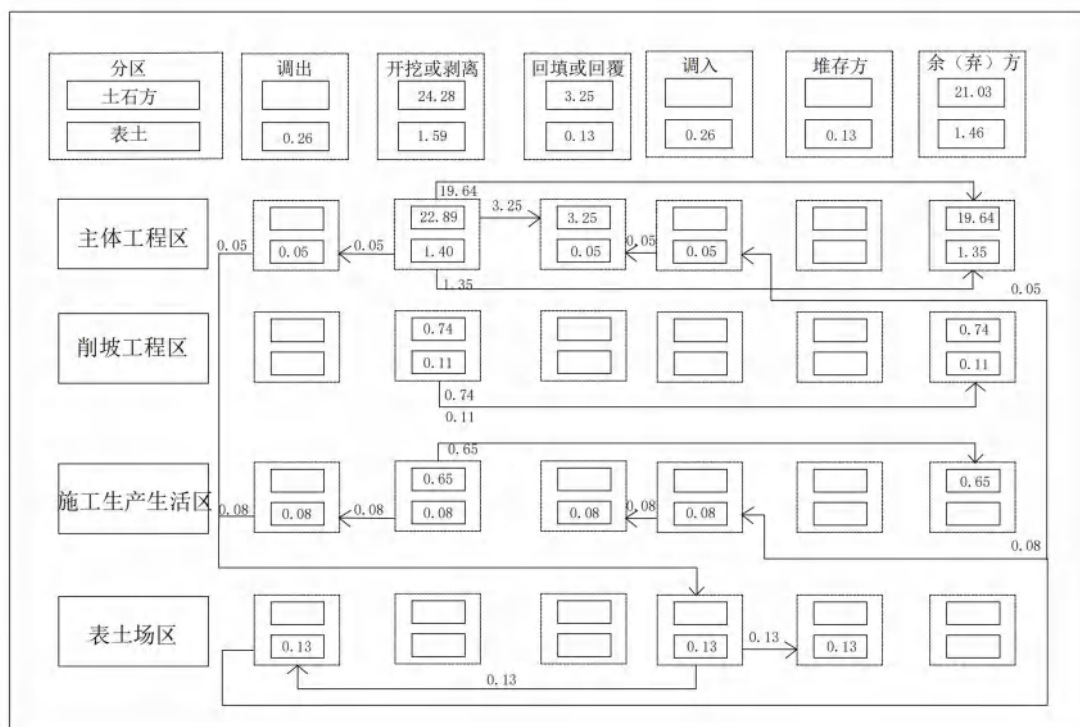 分区 调出 开挖或剥离 回填或回覆 调入 堆存方 余（弃）方
土石方 24.28 3.25 21.03
表土 0.26 1.59 0.13 0.26 0.13 1.46
19.64
主体工程区 22.89 3.25 3.25 19.64
0.05 0.05 0.05 1.40 0.05 0.05 0.05 1.35
1.35 0.05
削坡工程区 0.74 0.74
0.11 0.11
0.74
0.11
0.65
施工生产生活区 0.65 0.65
0.08 0.08 0.08 0.08 0.08 0.08 0.08
0.08
表土场区 0.13 0.13 0.13 0.13
0.13